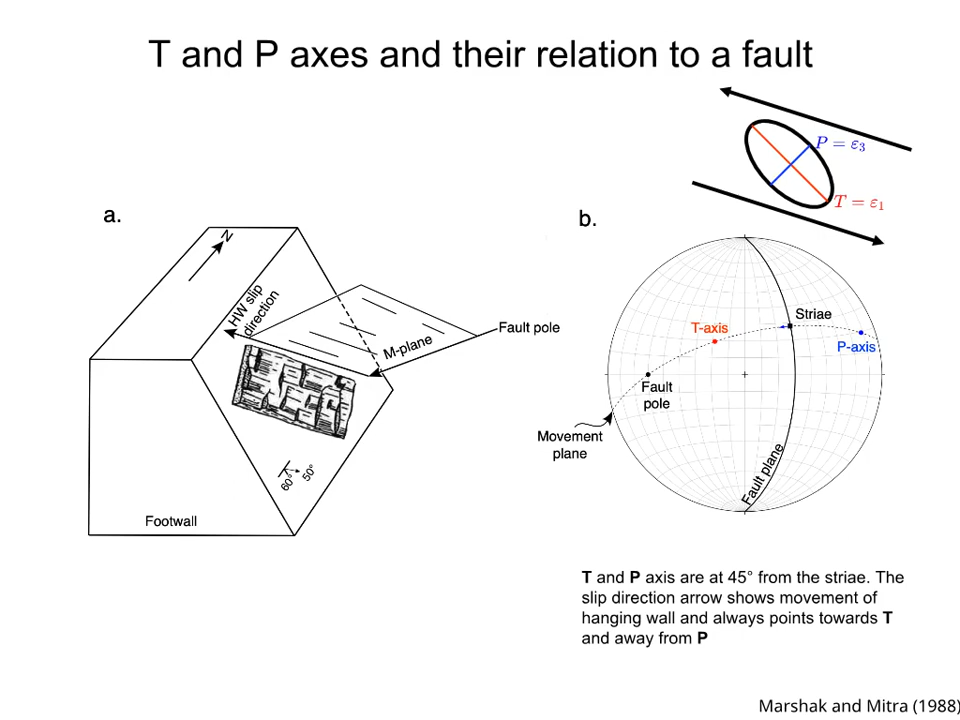 T and P axes and their relation to a fault
P = ε₃
T = ε₁
a.
b.
N
HW slip
direction
M-plane
Fault pole
60°
50°
Footwall
Striae
T-axis
P-axis
Fault
pole
Movement
plane
Fault plane
T and P axis are at 45° from the striae. The
slip direction arrow shows movement of
hanging wall and always points towards T
and away from P
Marshak and Mitra (1988)